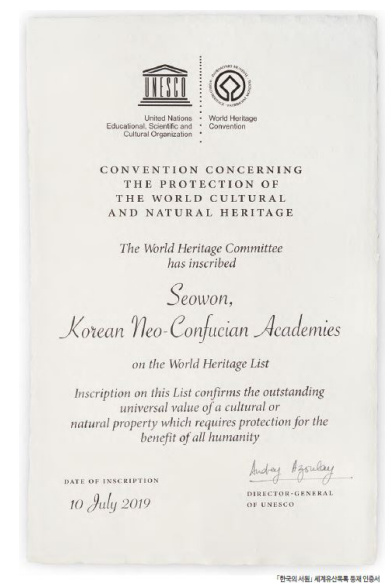 UNESCO
United Nations
Educational, Scientific and
Cultural Organization
World Heritage
Convention
CONVENTION CONCERNING
THE PROTECTION OF
THE WORLD CULTURAL
AND NATURAL HERITAGE
The World Heritage Committee
has inscribed
Seowon,
Korean Neo-Confucian Academies
on the World Heritage List
Inscription on this List confirms the outstanding
universal value of a cultural or
natural property which requires protection for the
benefit of all humanity
DATE OF INSCRIPTION
10 July 2019
DIRECTOR-GENERAL
OF UNESCO
「한국의 서원」 세계유산목록 등재 인증서